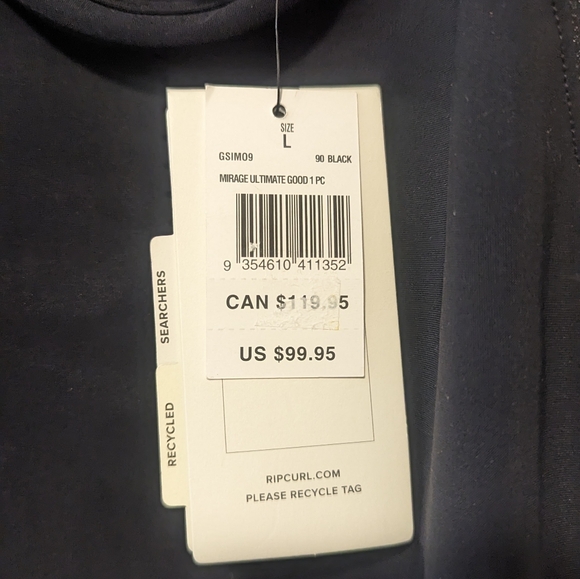 SIZE
L
GSIM09 90 BLACK
MIRAGE ULTIMATE GOOD 1 PC
9 354610 411352
CAN $119.95
US $99.95
SEARCHERS
RECYCLED
RIPCURL.COM
PLEASE RECYCLE TAG